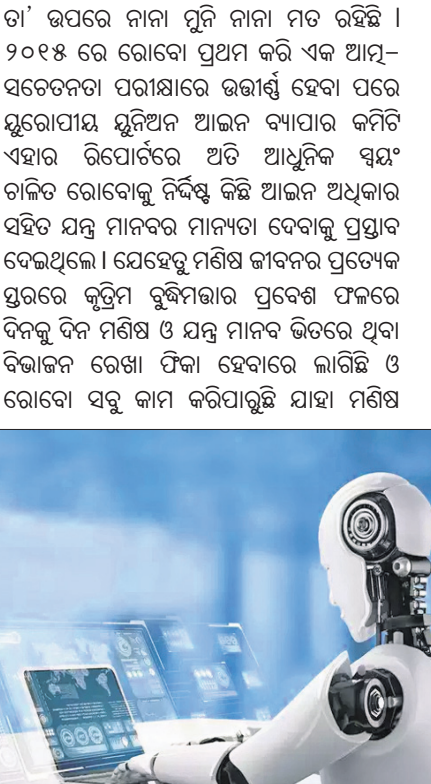 ତା' ଉପରେ ନାନା ମୁନି ନାନା ମତ ରହିଛି ।
୨୦୧୫ ରେ ରୋବୋ ପ୍ରଥମ କରି ଏକ ଆତ୍ମ-
ସଚେତନତା ପରୀକ୍ଷାରେ ଉତ୍ତୀର୍ଣ୍ଣ ହେବା ପରେ
ୟୁରୋପୀୟ ୟୁନିଅନ ଆଇନ ବ୍ୟାପାର କମିଟି
ଏହାର ରିପୋର୍ଟରେ ଅତି ଆଧୁନିକ ସ୍ୱୟଂ
ଚାଳିତ ରୋବୋକୁ ନିର୍ଦ୍ଦିଷ୍ଟ କିଛି ଆଇନ ଅଧିକାର
ସହିତ ଯନ୍ତ୍ର ମାନବର ମାନ୍ୟତା ଦେବାକୁ ପ୍ରସ୍ତାବ
ଦେଇଥିଲେ । ଯେହେତୁ ମଣିଷ ଜୀବନର ପ୍ରତ୍ୟେକ
ସ୍ତରରେ କୃତ୍ରିମ ବୁଦ୍ଧିମତ୍ତାର ପ୍ରବେଶ ଫଳରେ
ଦିନକୁ ଦିନ ମଣିଷ ଓ ଯନ୍ତ୍ର ମାନବ ଭିତରେ ଥିବା
ବିଭାଜନ ରେଖା ଫିକା ହେବାରେ ଲାଗିଛି ଓ
ରୋବୋ ସବୁ କାମ କରିପାରୁଛି ଯାହା ମଣିଷ